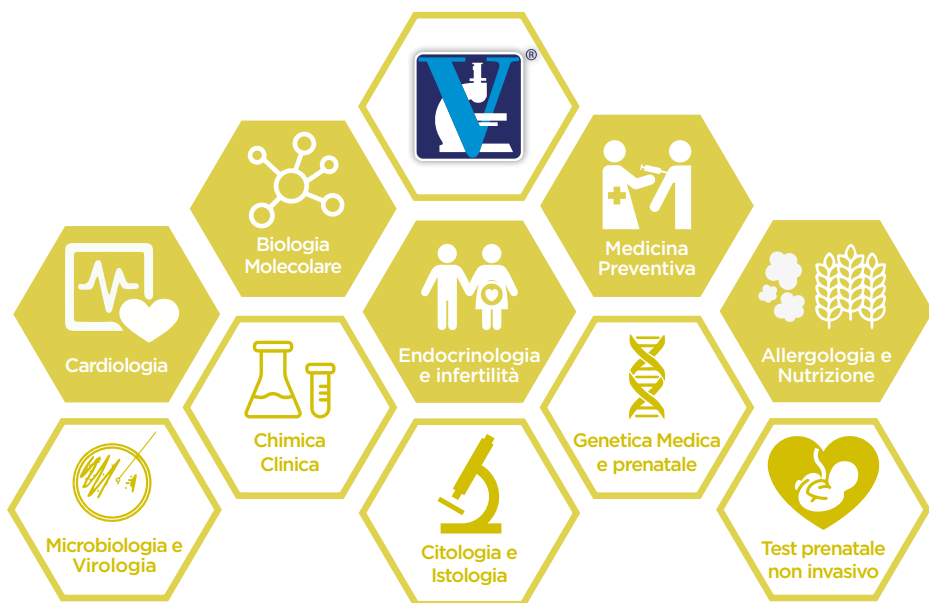 V
®
Biologia
Molecolare
Medicina
Preventiva
Cardiologia
Endocrinologia
e infertilità
Allergologia e
Nutrizione
Chimica
Clinica
Genetica Medica
e prenatale
Microbiologia e
Virologia
Citologia e
Istologia
Test prenatale
non invasivo